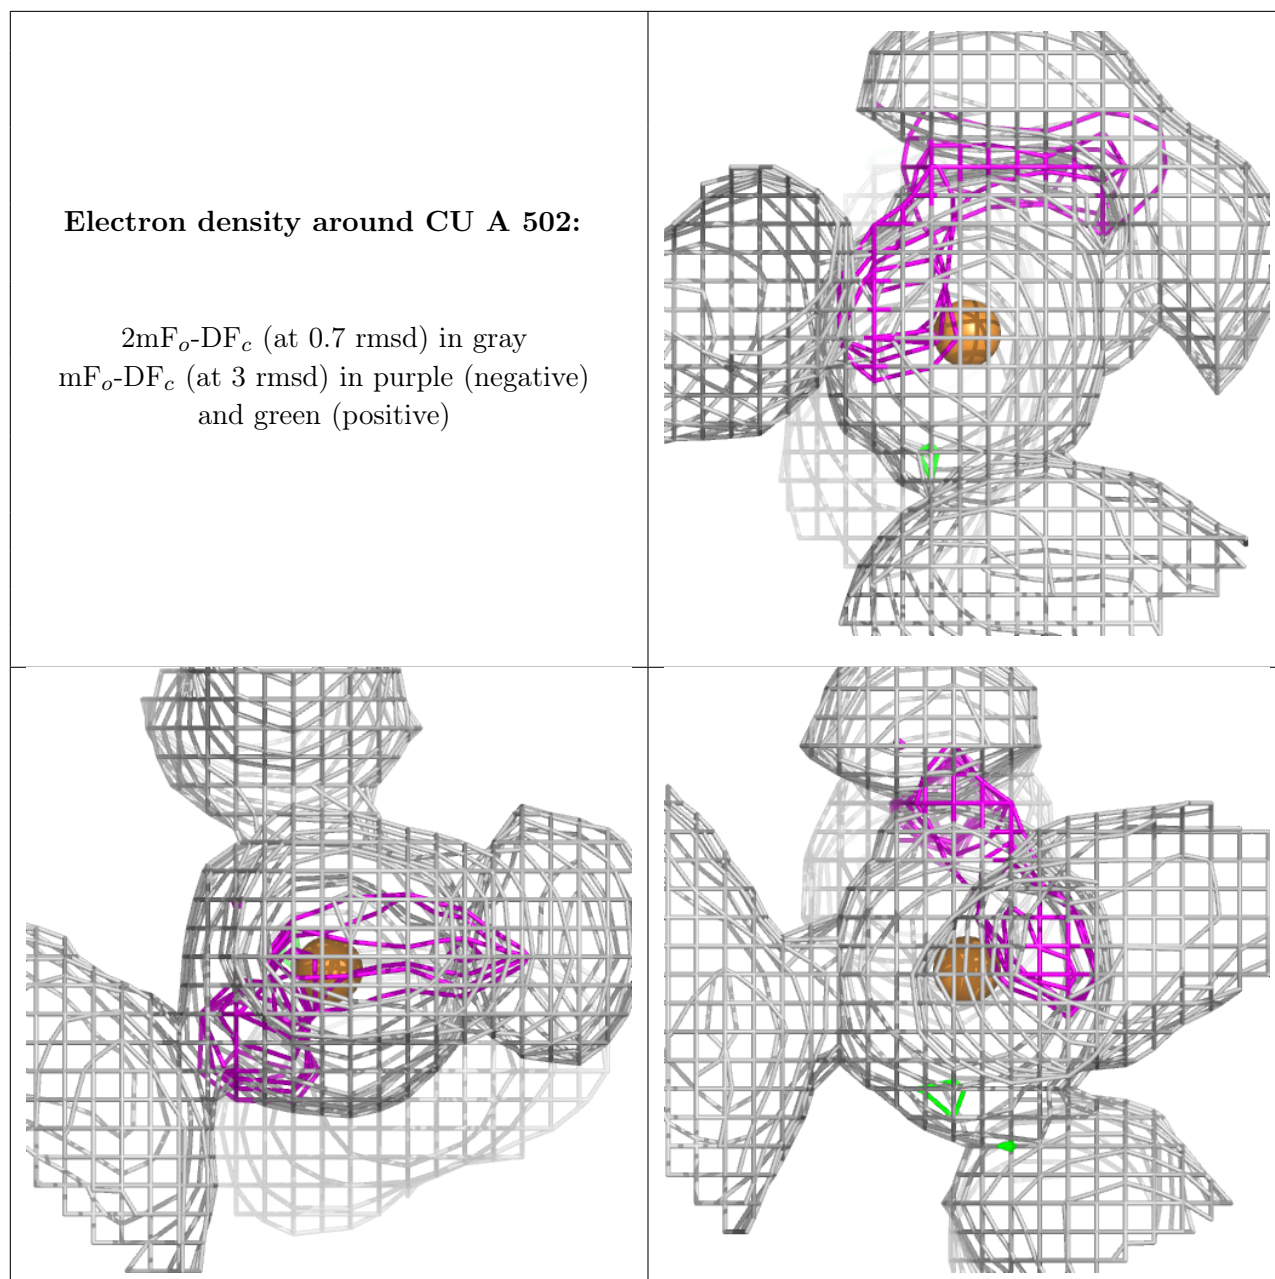 Electron density around CU A 502:
2mFo-DFc (at 0.7 rmsd) in gray
mFo-DFc (at 3 rmsd) in purple (negative)
and green (positive)